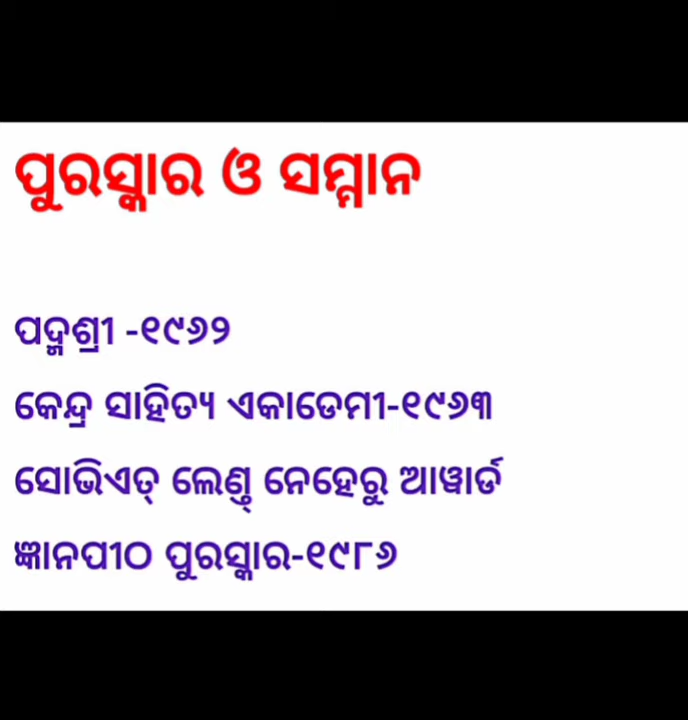 ପୁରସ୍କାର ଓ ସମ୍ମାନ
ପଦ୍ମଶ୍ରୀ -୧୯୬୨
କେନ୍ଦ୍ର ସାହିତ୍ୟ ଏକାଡେମୀ-୧୯୬୩
ସୋଭିଏତ୍ ଲେଣ୍ଡ୍ ନେହେରୁ ଆୱାର୍ଡ
ଜ୍ଞାନପୀଠ ପୁରସ୍କାର-୧୯୮୬